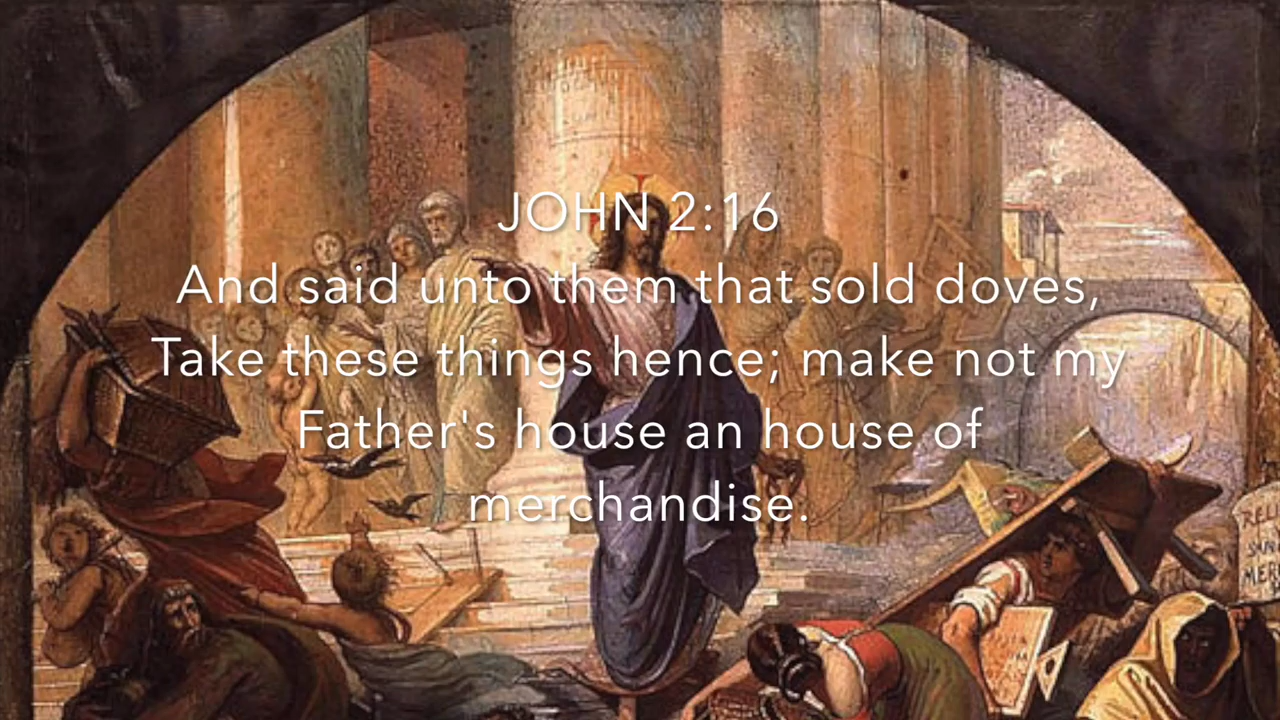 JOHN 2:16
And said unto them that sold doves,
Take these things hence; make not my
Father's house an house of
merchandise.